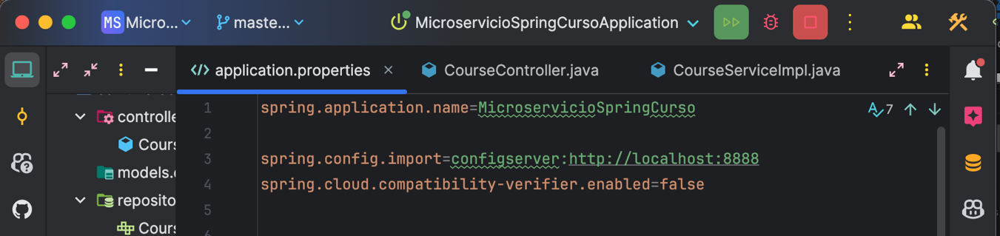 MS Micro... master... MicroservicioSpringCursoApplication
application.properties CourseController.java CourseServiceImpl.java
1 spring.application.name=MicroservicioSpringCurso 7
2
3 spring.config.import=configserver:http://localhost:8888
4 spring.cloud.compatibility-verifier.enabled=false
5
controlle
Cours
models.
reposito
Cours